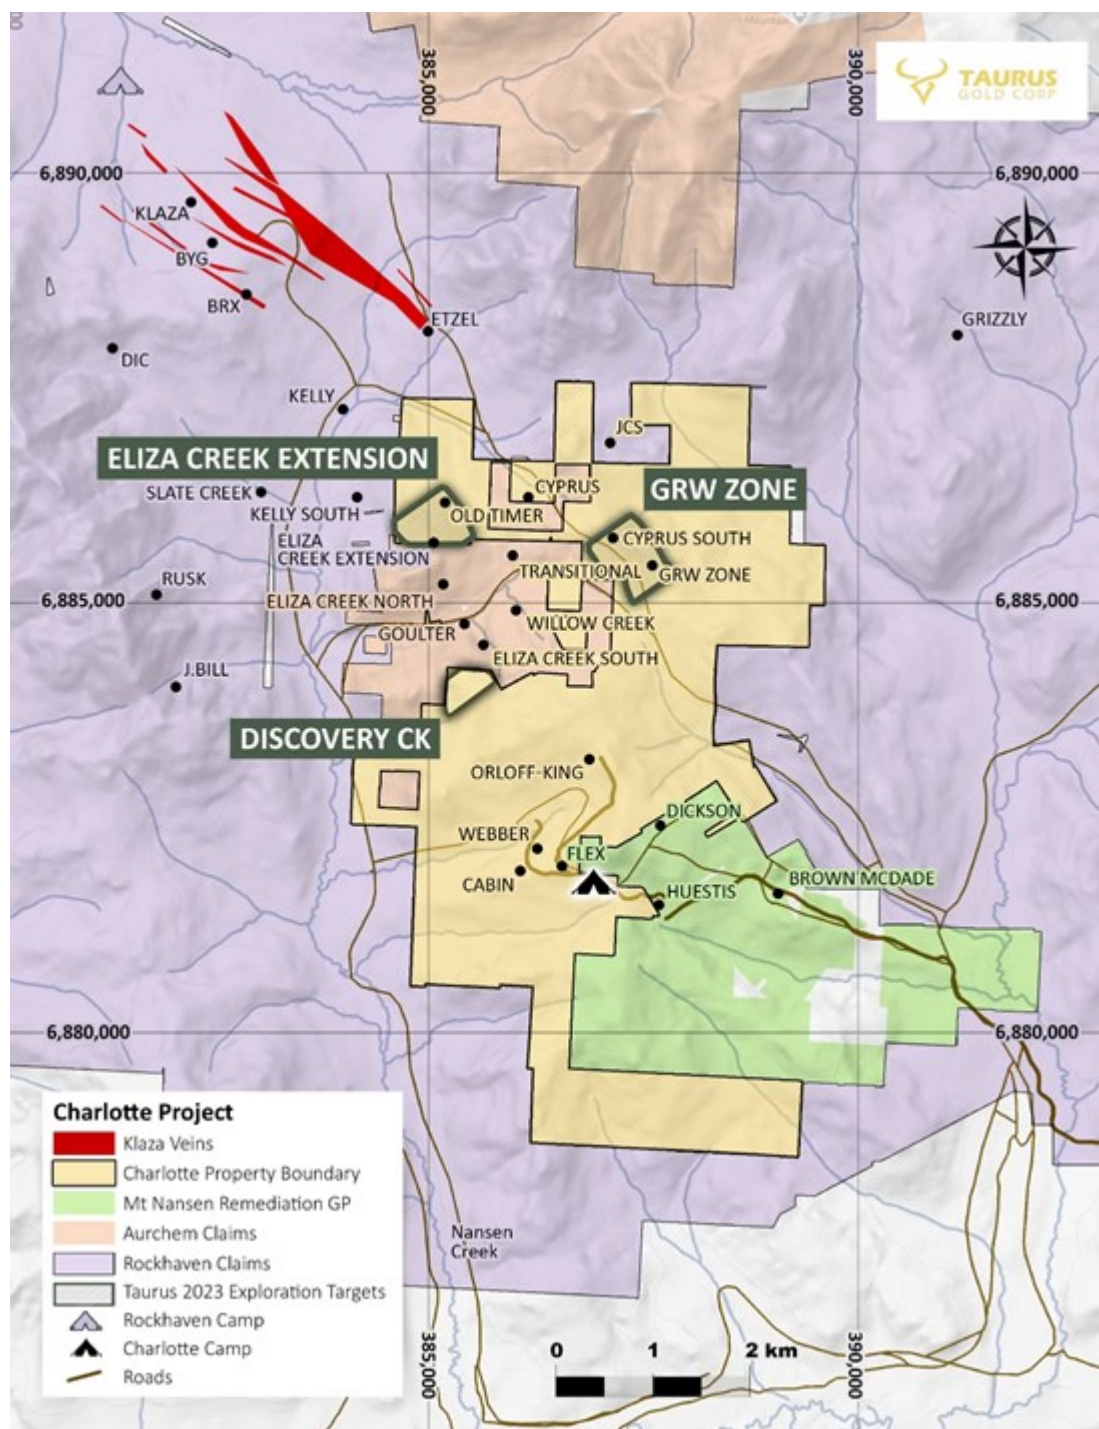 Mountain
385,000
390,000
TAURUS
GOLD CORP
6,890,000
6,890,000
KLAZA
BYG
BRX
ETZEL
GRIZZLY
DIC
KELLY
JCS
ELIZA CREEK EXTENSION
GRW ZONE
SLATE CREEK
CYPRUS
KELLY SOUTH
OLD TIMER
ELIZA
CREEK EXTENSION
CYPRUS SOUTH
TRANSITIONAL
GRW ZONE
RUSK
ELIZA CREEK NORTH
6,885,000
6,885,000
GOULTER
WILLOW CREEK
ELIZA CREEK SOUTH
J.BILL
DISCOVERY CK
ORLOFF-KING
DICKSON
WEBBER
FLEX
CABIN
HUESTIS
BROWN MCDADE
6,880,000
6,880,000
Charlotte Project
Klaza Veins
Charlotte Property Boundary
Mt Nansen Remediation GP
Aurchem Claims
Rockhaven Claims
Taurus 2023 Exploration Targets
Rockhaven Camp
Charlotte Camp
Roads
Nansen
Creek
385,000
390,000
0 1 2 km